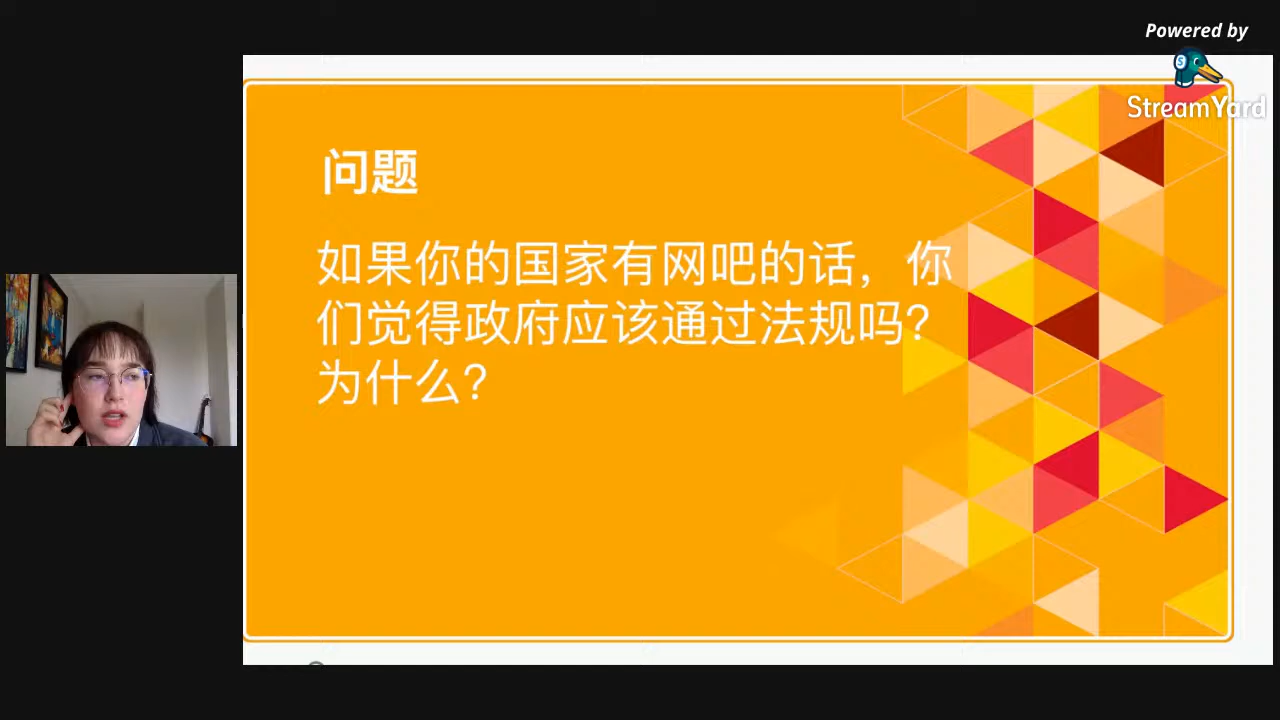 Powered by
StreamYard
问题
如果你的国家有网吧的话，你
们觉得政府应该通过法规吗？
为什么？